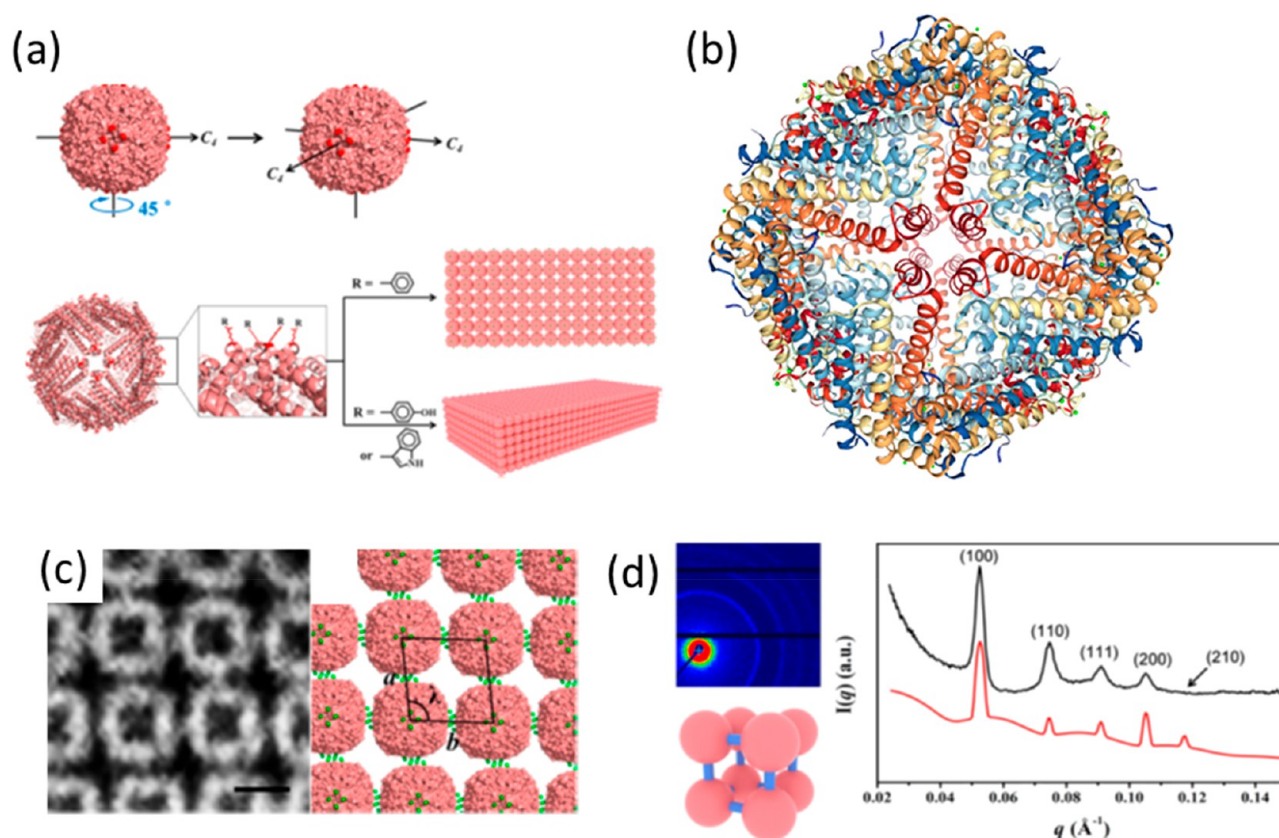 (a)
C4
C4
C4
45 °
R
R
R
R
R =
R =
OH
or
NH
(b)
(c)
a
λ
b
(d)
I(q) (a.u.)
(100)
(110)
(111)
(200)
(210)
0.02 0.04 0.06 0.08 0.10 0.12 0.14
q (Å-1)